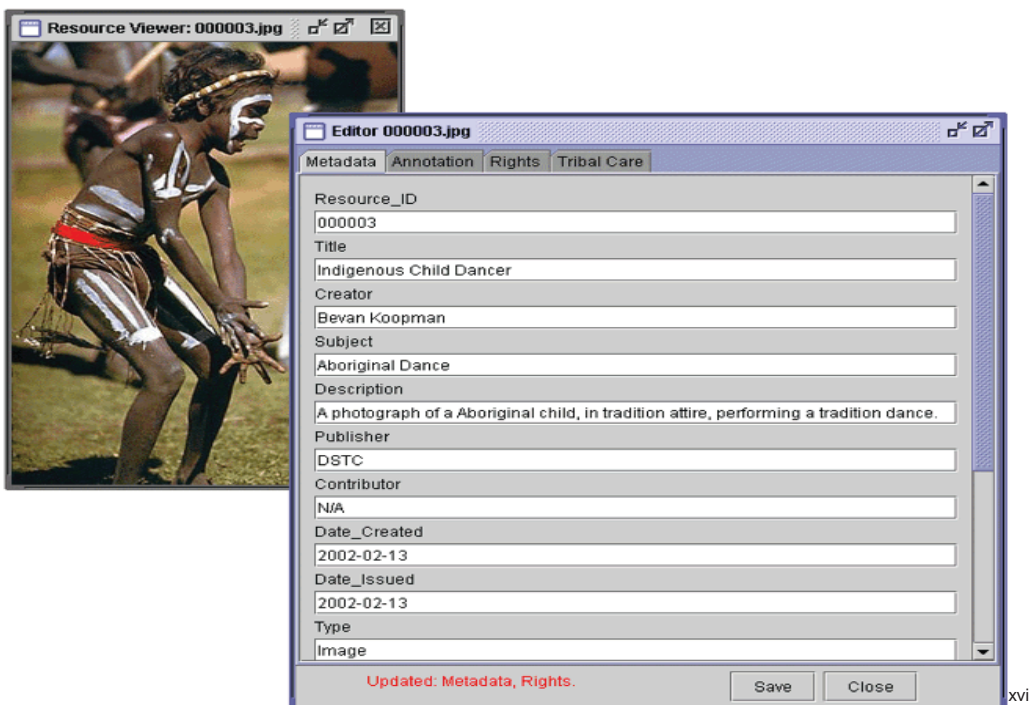 Resource Viewer: 000003.jpg
Editor 000003.jpg
Metadata Annotation Rights Tribal Care
Resource_ID
000003
Title
Indigenous Child Dancer
Creator
Bevan Koopman
Subject
Aboriginal Dance
Description
A photograph of a Aboriginal child, in tradition attire, performing a tradition dance.
Publisher
DSTC
Contributor
N/A
Date_Created
2002-02-13
Date_Issued
2002-02-13
Type
Image
Updated: Metadata, Rights.
Save Close
xvi